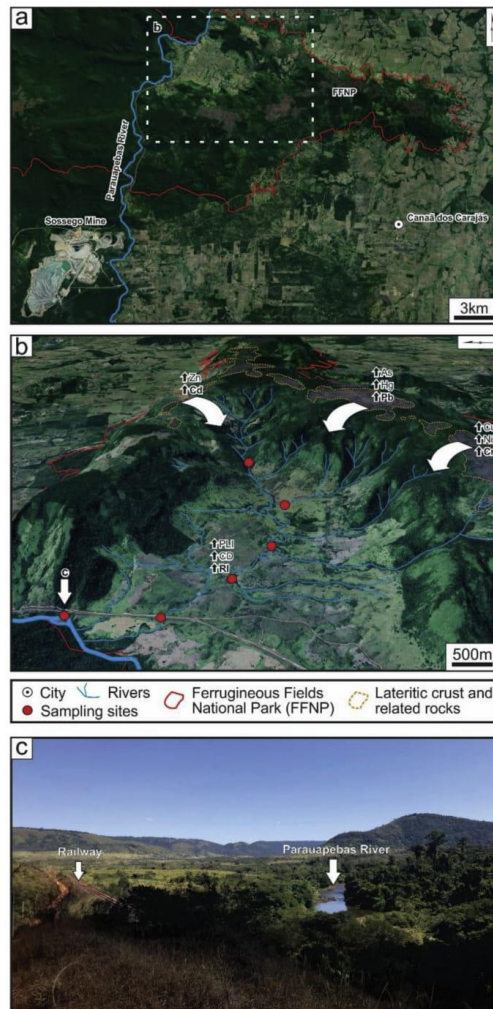 a
b
FFNP
Parauapebas River
Sossego Mine
Canaã dos Carajás
3km
b
↑Zn
↑Cd
↑As
↑Hg
↑Pb
↑PLI
↑CD
↑RI
C
500m
City
Rivers
Ferrugineous Fields
National Park (FFNP)
Lateritic crust and
related rocks
Sampling sites
c
Railway
Parauapebas River